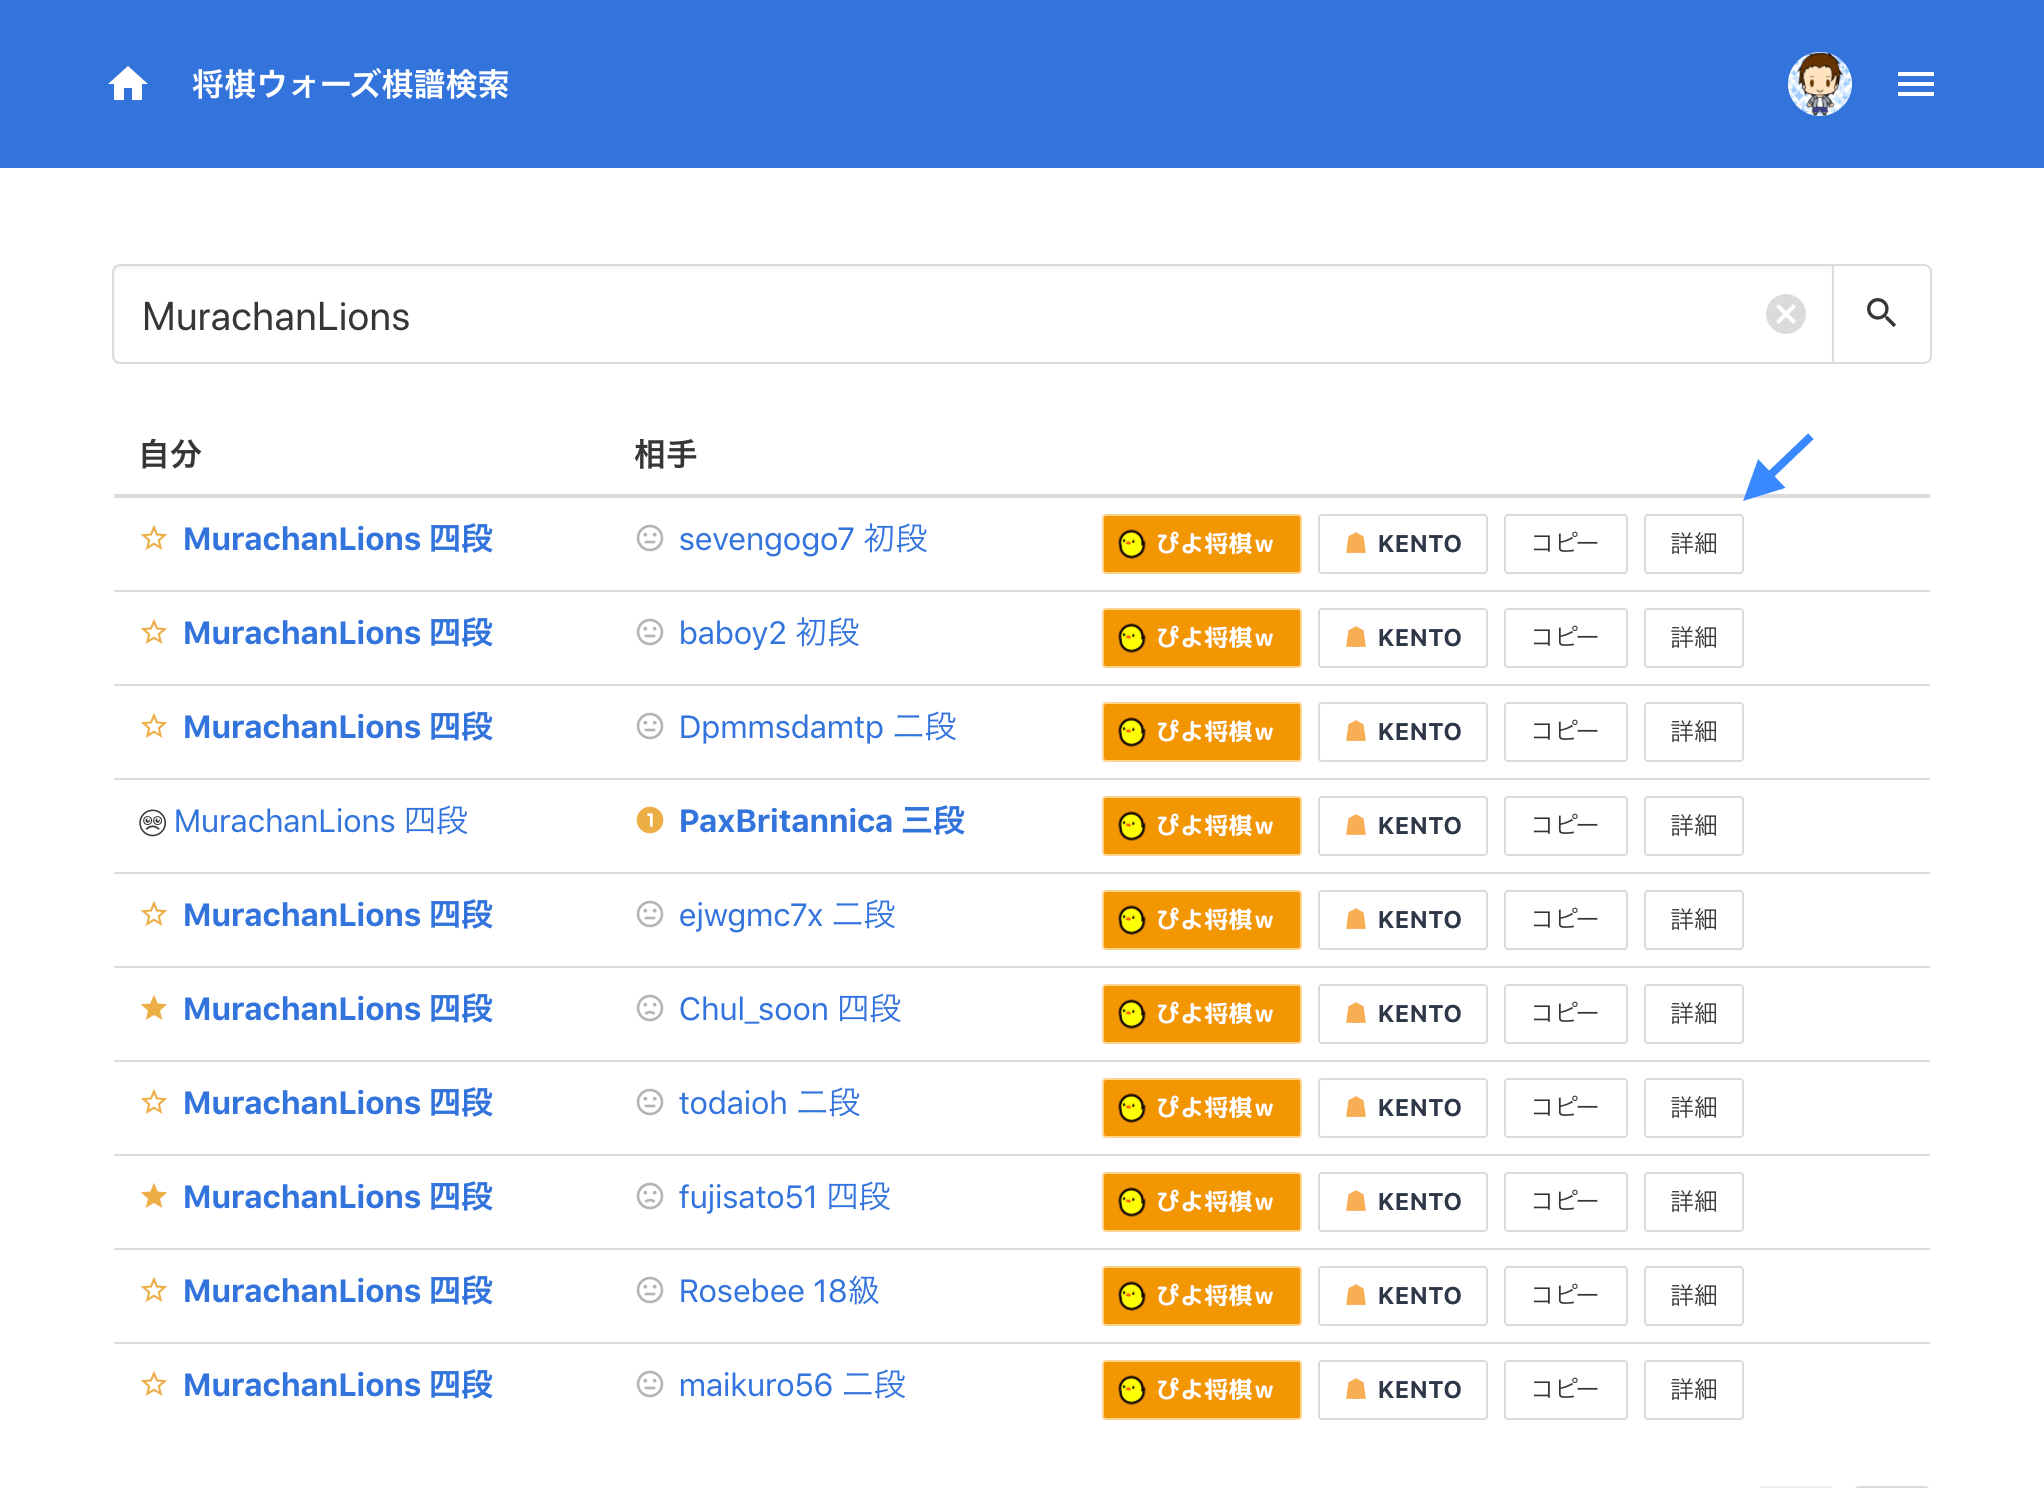 将棋ウォーズ棋譜検索
MurachanLions
自分 相手
MurachanLions 四段 sevengogo7 初段 ぴよ将棋w KENTO コピー 詳細
MurachanLions 四段 baboy2 初段 ぴよ将棋w KENTO コピー 詳細
MurachanLions 四段 Dpmmsdamtp 二段 ぴよ将棋w KENTO コピー 詳細
MurachanLions 四段 1 PaxBritannica 三段 ぴよ将棋w KENTO コピー 詳細
MurachanLions 四段 ejwgmc7x 二段 ぴよ将棋w KENTO コピー 詳細
MurachanLions 四段 Chul_soon 四段 ぴよ将棋w KENTO コピー 詳細
MurachanLions 四段 todaioh 二段 ぴよ将棋w KENTO コピー 詳細
MurachanLions 四段 fujisato51 四段 ぴよ将棋w KENTO コピー 詳細
MurachanLions 四段 Rosebee 18級 ぴよ将棋w KENTO コピー 詳細
MurachanLions 四段 maikuro56 二段 ぴよ将棋w KENTO コピー 詳細